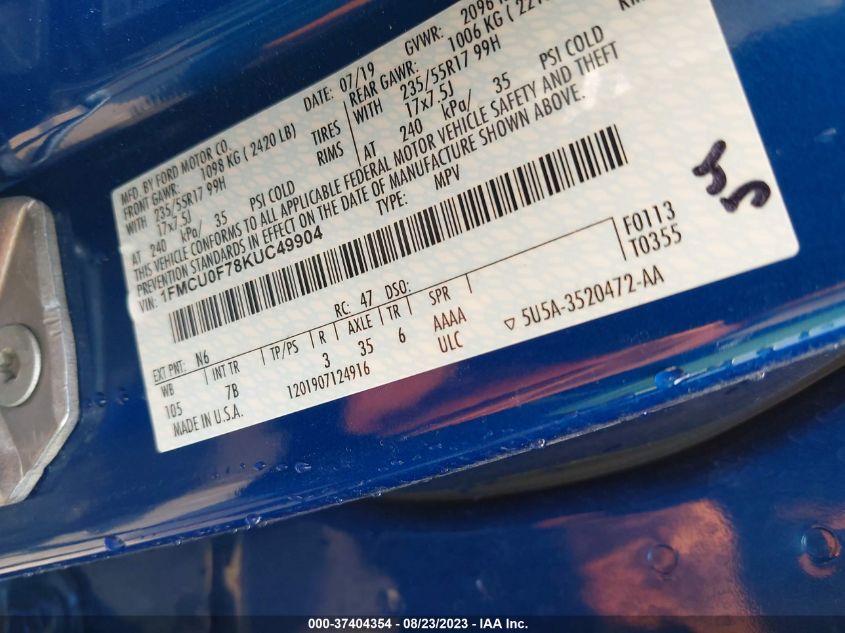 MFD. BY FORD MOTOR CO.
DATE: 07/19
GVWR: 2098
FRONT GAWR: 1098 KG ( 2420 LB)
REAR GAWR: 1006 KG
WITH 235/55R17 99H TIRES
WITH 235/55R17 99H
17x7.5J RIMS
17x7.5J
AT 240 kPa/ 35 PSI COLD
AT 240 kPa/ 35 PSI COLD
THIS VEHICLE CONFORMS TO ALL APPLICABLE FEDERAL MOTOR VEHICLE SAFETY AND THEFT
PREVENTION STANDARDS IN EFFECT ON THE DATE OF MANUFACTURE SHOWN ABOVE.
VIN: 1FMCU0F78KUC49904
TYPE: MPV
F0113
T0355
EXT PNT: N6
RC: 47 DSO:
WB INT TR TP/PS R AXLE TR SPR
105 7B 3 35 6 AAAA
ULC
MADE IN U.S.A.
120190712 4916
▽ 5U5A-3520472-AA
000-37404354 - 08/23/2023 - IAA Inc.